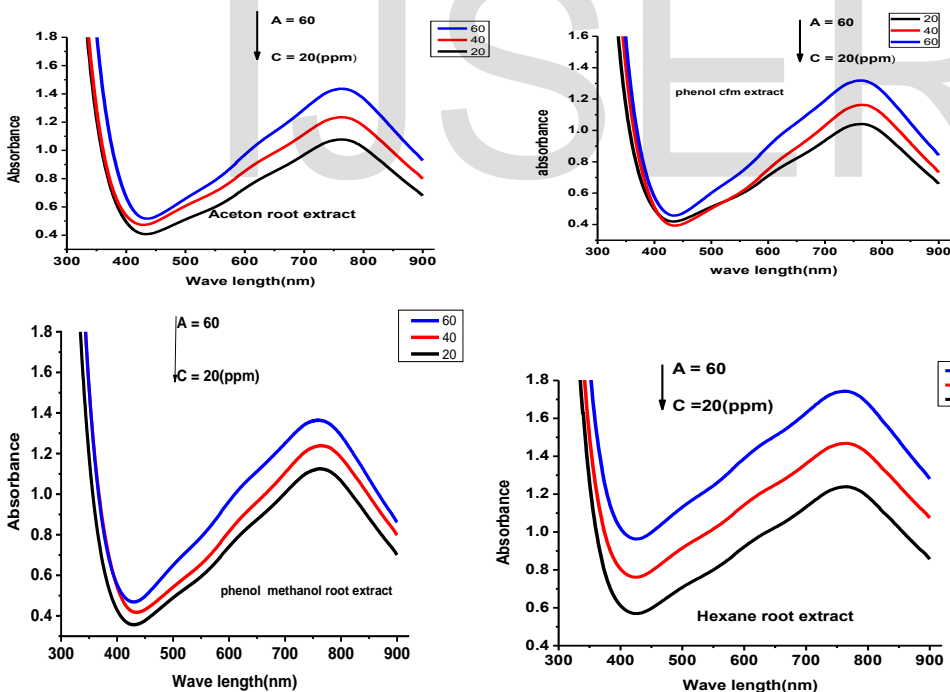 IJSER
A = 60
C = 20(ppm)
60
40
20
1.8
1.6
1.4
1.2
1.0
0.8
0.6
0.4
Absorbance
Aceton root extract
300 400 500 600 700 800 900
Wave length(nm)
A = 60
C = 20(ppm)
20
40
60
phenol cfm extract
1.6
1.4
1.2
1.0
0.8
0.6
0.4
absorbance
300 400 500 600 700 800 900
wave length(nm)
A = 60
C = 20(ppm)
60
40
20
1.8
1.6
1.4
1.2
1.0
0.8
0.6
0.4
Absorbance
phenol methanol root extract
300 400 500 600 700 800 900
Wave length(nm)
A = 60
C =20(ppm)
1.8
1.6
1.4
1.2
1.0
0.8
0.6
0.4
Absorbance
Hexane root extract
300 400 500 600 700 800 900
Wave length(nm)